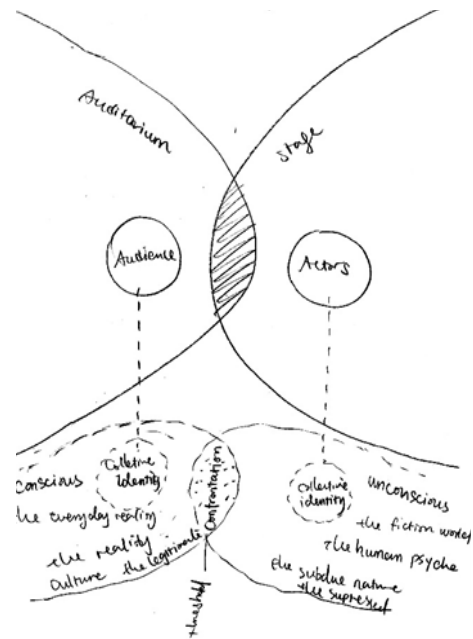 Auditorium
stage
Audience
Actors
conscious
Collective
Identity
the everyday reality
the reality
Culture the legitimate
Confrontation
threshold
Collective
identity
unconscious
the fiction world
the human psyche
the subdue nature
the supressed